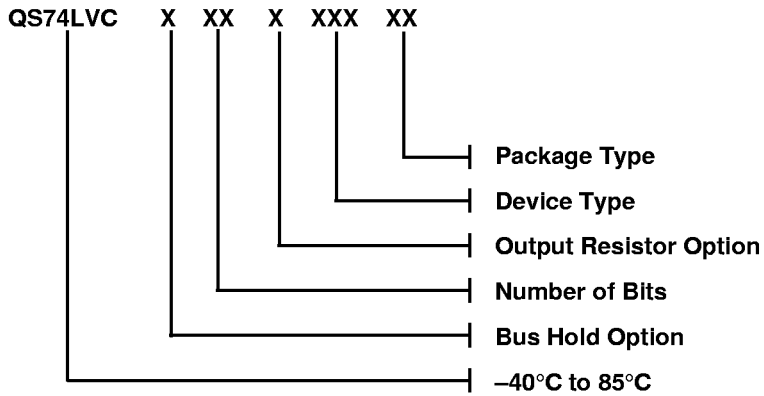 QS74LVC X XX X XXX XX
Package Type
Device Type
Output Resistor Option
Number of Bits
Bus Hold Option
–40°C to 85°C